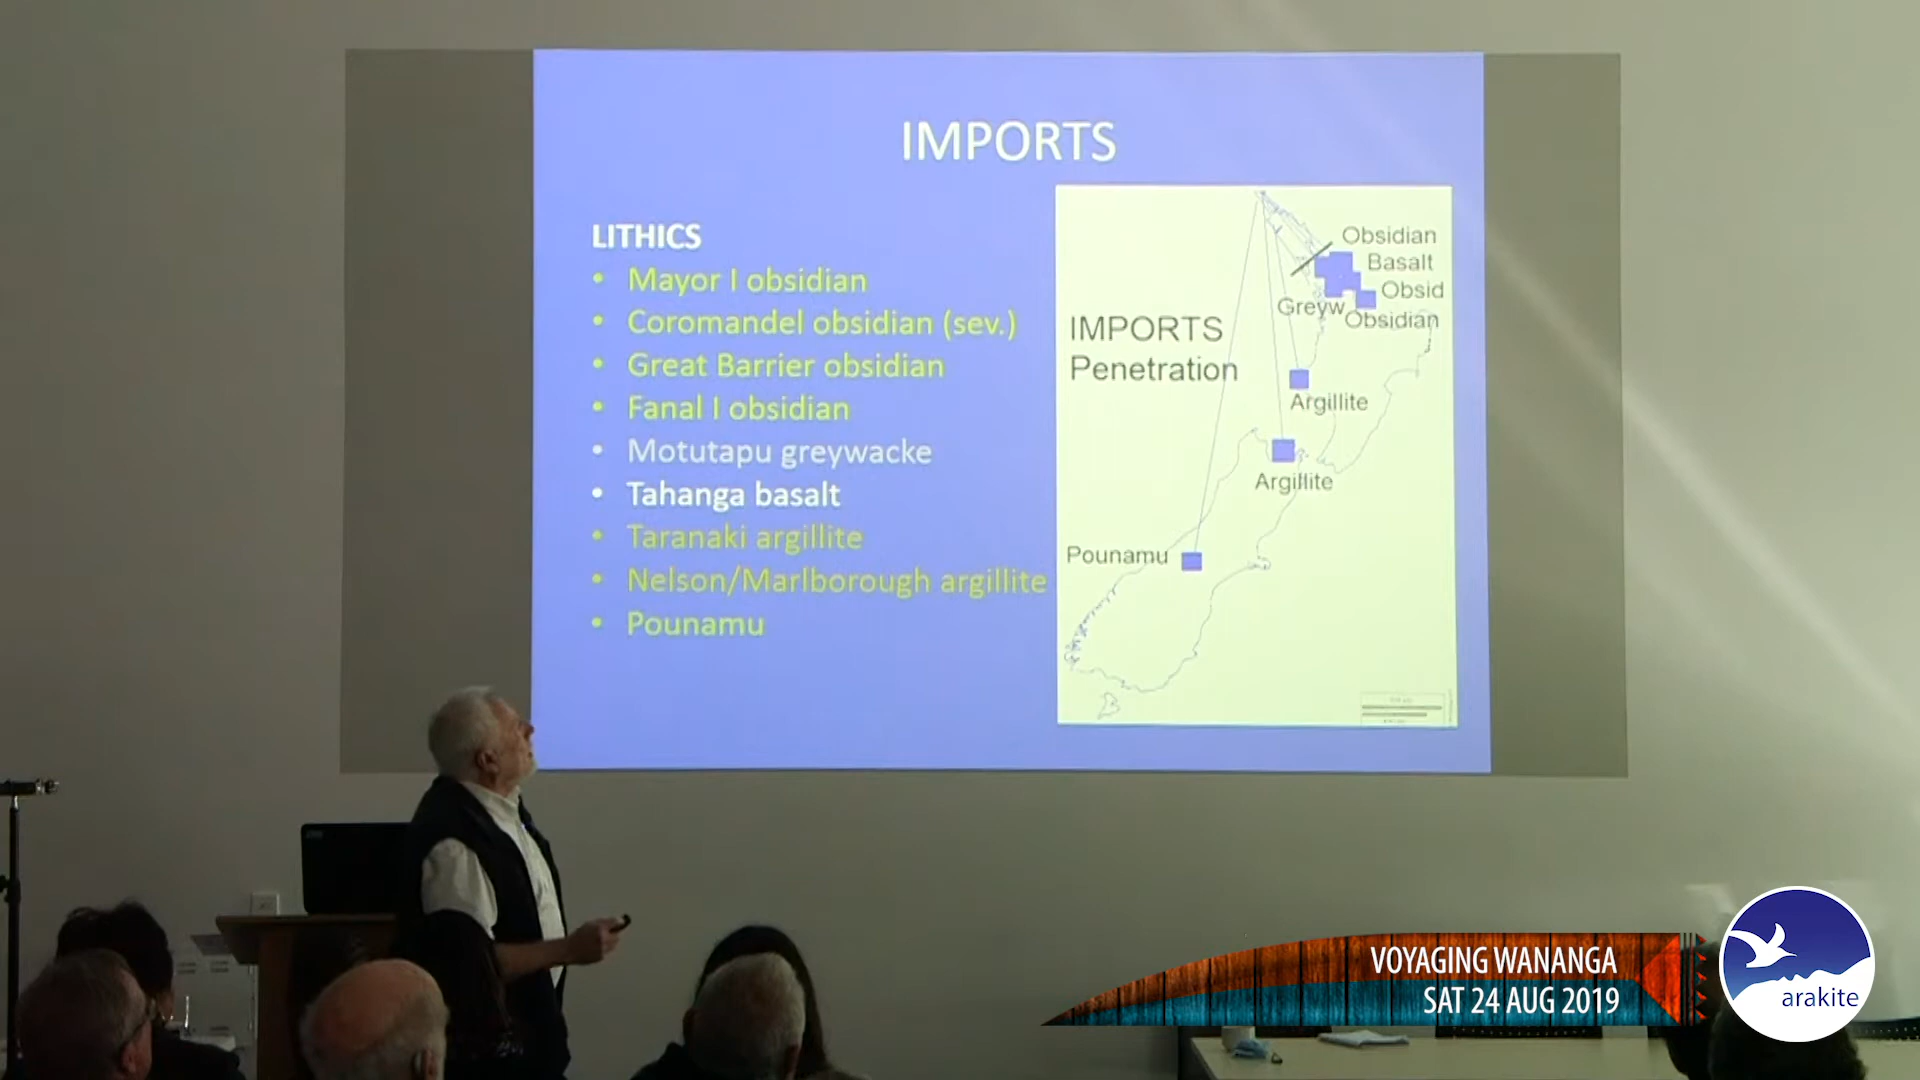 IMPORTS
LITHICS
• Mayor I obsidian
• Coromandel obsidian (sev.)
• Great Barrier obsidian
• Fanal I obsidian
• Motutapu greywacke
• Tahanga basalt
• Taranaki argillite
• Nelson/Marlborough argillite
• Pounamu
Obsidian
Basalt
Obsid
Greyw
Obsidian
IMPORTS
Penetration
Argillite
Argillite
Pounamu
VOYAGING WANANGA
SAT 24 AUG 2019
arakite